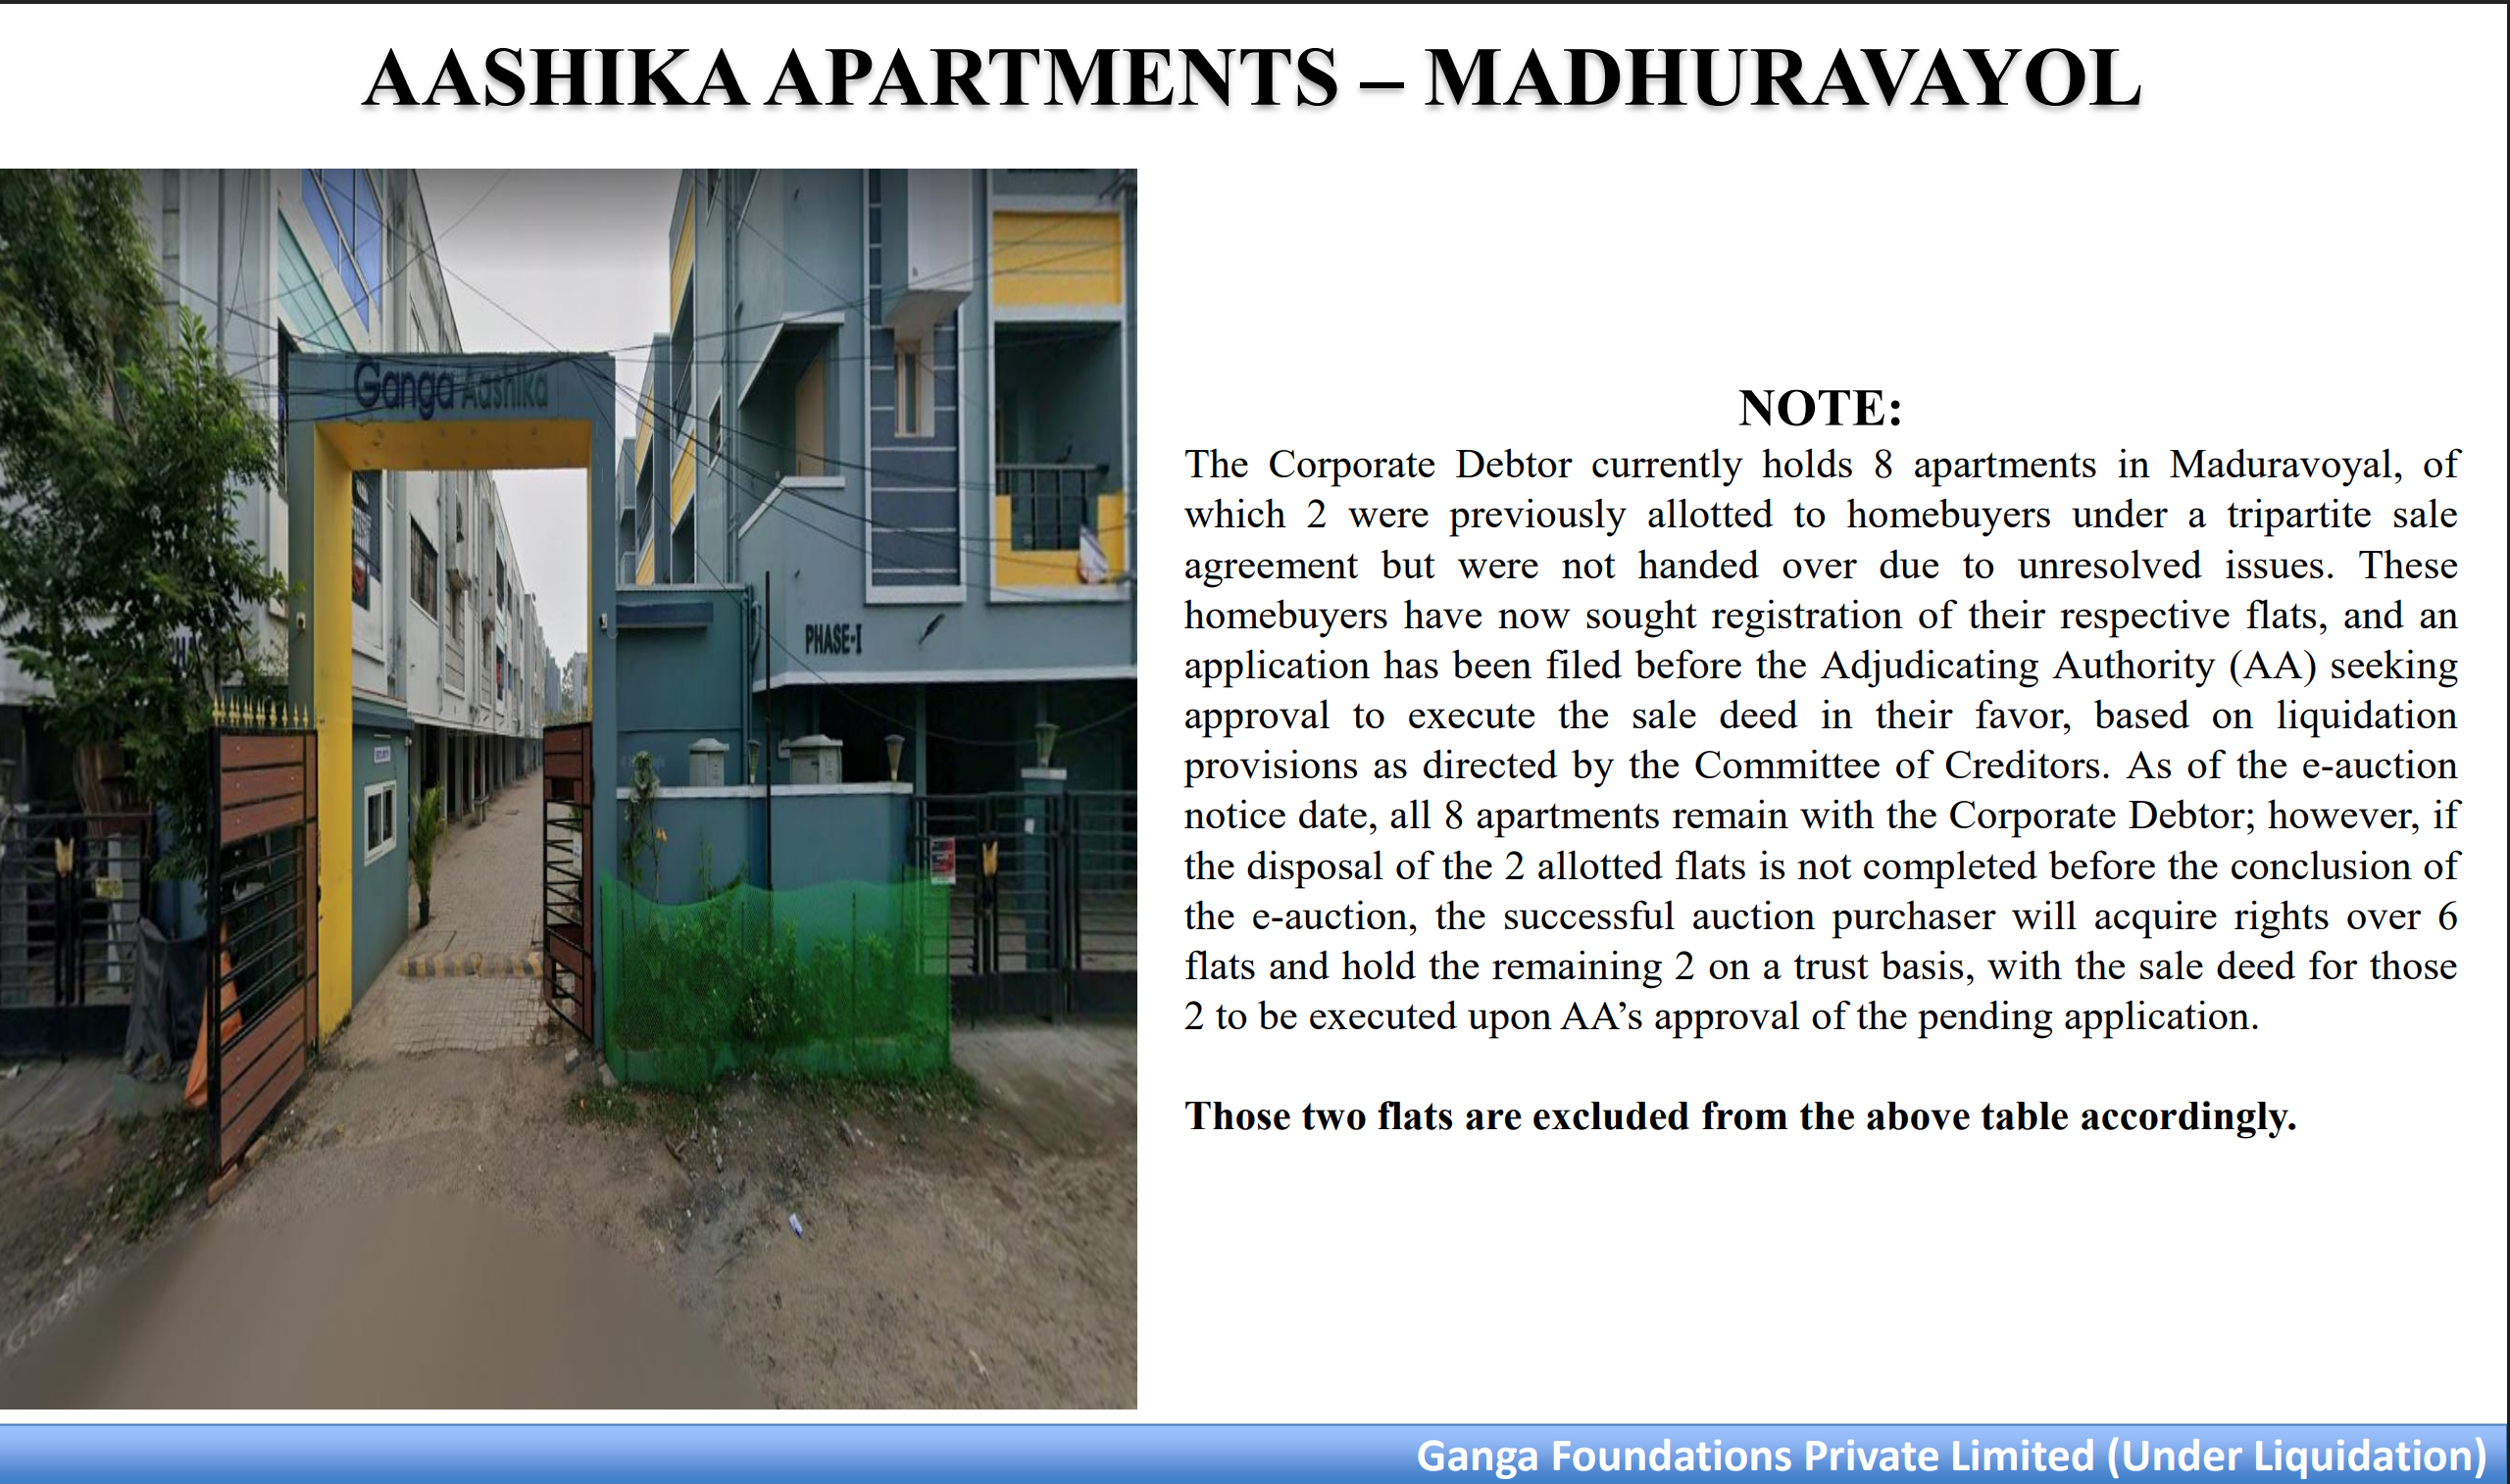 AASHIKA APARTMENTS – MADHURAVAYOL
Ganga Aashika
PHASE-I
Google
NOTE:
The Corporate Debtor currently holds 8 apartments in Maduravoyal, of
which 2 were previously allotted to homebuyers under a tripartite sale
agreement but were not handed over due to unresolved issues. These
homebuyers have now sought registration of their respective flats, and an
application has been filed before the Adjudicating Authority (AA) seeking
approval to execute the sale deed in their favor, based on liquidation
provisions as directed by the Committee of Creditors. As of the e-auction
notice date, all 8 apartments remain with the Corporate Debtor; however, if
the disposal of the 2 allotted flats is not completed before the conclusion of
the e-auction, the successful auction purchaser will acquire rights over 6
flats and hold the remaining 2 on a trust basis, with the sale deed for those
2 to be executed upon AA’s approval of the pending application.
Those two flats are excluded from the above table accordingly.
Ganga Foundations Private Limited (Under Liquidation)